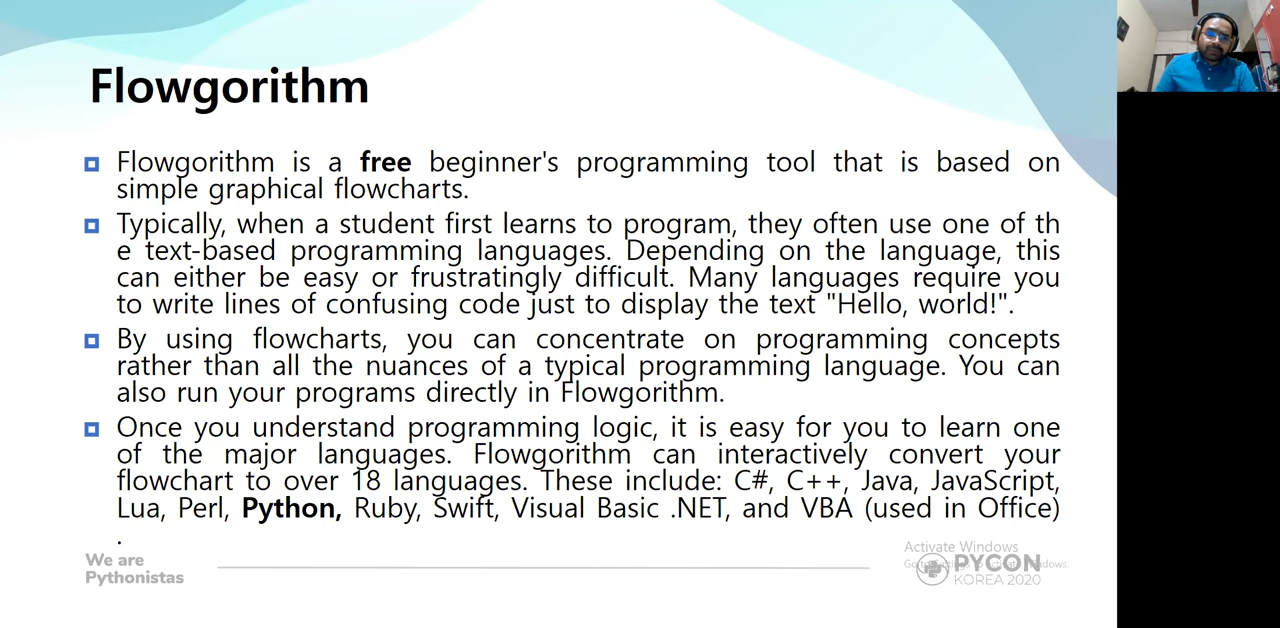 Flowgorithm
Flowgorithm is a free beginner's programming tool that is based on
simple graphical flowcharts.
Typically, when a student first learns to program, they often use one of th
e text-based programming languages. Depending on the language, this
can either be easy or frustratingly difficult. Many languages require you
to write lines of confusing code just to display the text "Hello, world!".
By using flowcharts, you can concentrate on programming concepts
rather than all the nuances of a typical programming language. You can
also run your programs directly in Flowgorithm.
Once you understand programming logic, it is easy for you to learn one
of the major languages. Flowgorithm can interactively convert your
flowchart to over 18 languages. These include: C#, C++, Java, JavaScript,
Lua, Perl, Python, Ruby, Swift, Visual Basic .NET, and VBA (used in Office)
.
We are
Pythonistas
Activate Windows
PYCON
KOREA 2020